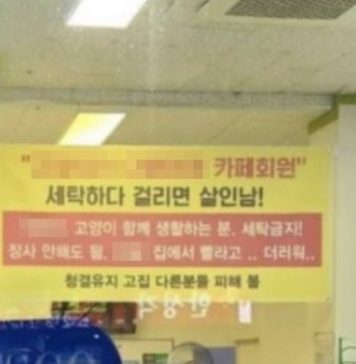 " 카페회원"
세탁하다 걸리면 살인남!
고양이 함께 생활하는 분. 세탁금지!
장사 안해도 됨. 집에서 빨라고 .. 더러워..
청결유지 고집 다른분들 피해 봄